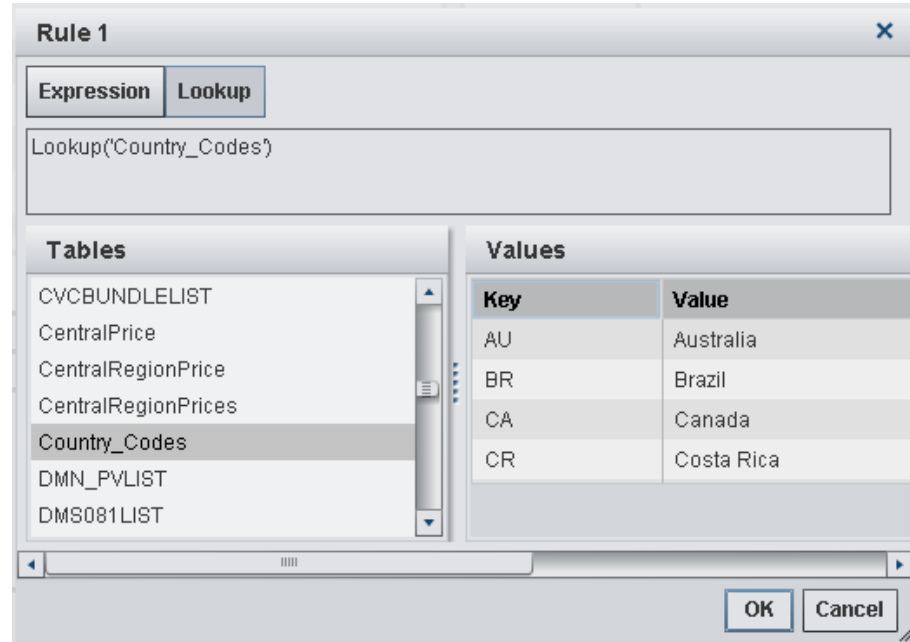 Rule 1
Expression Lookup
Lookup('Country_Codes')
Tables
CVCBUNDLELIST
CentralPrice
CentralRegionPrice
CentralRegionPrices
Country_Codes
DMN_PVLIST
DMS081LIST
Values
Key Value
AU Australia
BR Brazil
CA Canada
CR Costa Rica
OK Cancel